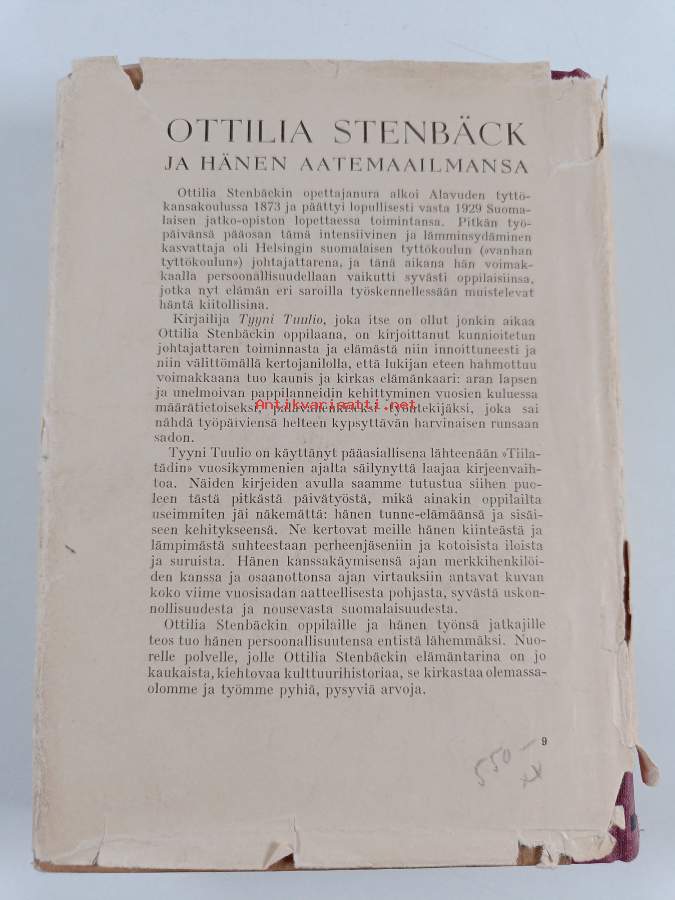 OTTILIA STENBÄCK
JA HÄNEN AATEMAAILMANSA
Ottilia Stenbäckin opettajanura alkoi Alavuden tyttö-
kansakoulussa 1873 ja päättyi lopullisesti vasta 1929 Suoma-
laisen jatko-opiston lopettaessa toimintansa. Pitkän työ-
päivänsä pääosan tämä intensiivinen ja lämminsydäminen
kasvattaja oli Helsingin suomalaisen tyttökoulun (»vanhan
tyttökoulun») johtajattarena, ja tänä aikana hän voimak-
kaalla persoonallisuudellaan vaikutti syvästi oppilaisiinsa,
jotka nyt elämän eri saroilla työskennellessään muistelevat
häntä kiitollisina.
Kirjailija Tyyni Tuulio, joka itse on ollut jonkin aikaa
Ottilia Stenbäckin oppilaana, on kirjoittanut kunnioitetun
johtajattaren toiminnasta ja elämästä niin innoittuneesti ja
niin välittömällä kertojanilolla, että lukijan eteen hahmottuu
voimakkaana tuo kaunis ja kirkas elämänkaari: aran lapsen
ja unelmoivan pappilanneidin kehittyminen vuosien kuluessa
määrätietoiseksi, palavahenkiseksi työntekijäksi, joka sai
Antikvariaatti.net
nähdä työpäiviensä helteen kypsyttävän harvinaisen runsaan
sadon.
Tyyni Tuulio on käyttänyt pääasiallisena lähteenään »Tiila-
tädin» vuosikymmenien ajalta säilynyttä laajaa kirjeenvaih-
toa. Näiden kirjeiden avulla saamme tutustua siihen puo-
leen tästä pitkästä päivätyöstä, mikä ainakin oppilailta
useimmiten jäi näkemättä: hänen tunne-elämäänsä ja sisäi-
seen kehitykseensä. Ne kertovat meille hänen kiinteästä ja
lämpimästä suhteestaan perheenjäseniin ja kotoisista iloista
ja suruista. Hänen kanssakäymisensä ajan merkkihenkilöi-
den kanssa ja osaanottonsa ajan virtauksiin antavat kuvan
koko viime vuosisadan aatteellisesta pohjasta, syvästä uskon-
nollisuudesta ja nousevasta suomalaisuudesta.
Ottilia Stenbäckin oppilaille ja hänen työnsä jatkajille
teos tuo hänen persoonallisuutensa entistä lähemmäksi. Nuo-
relle polvelle, jolle Ottilia Stenbäckin elämäntarina on jo
kaukaista, kiehtovaa kulttuurihistoriaa, se kirkastaa olemassa-
olomme ja työmme pyhiä, pysyviä arvoja.
9
550-
xx